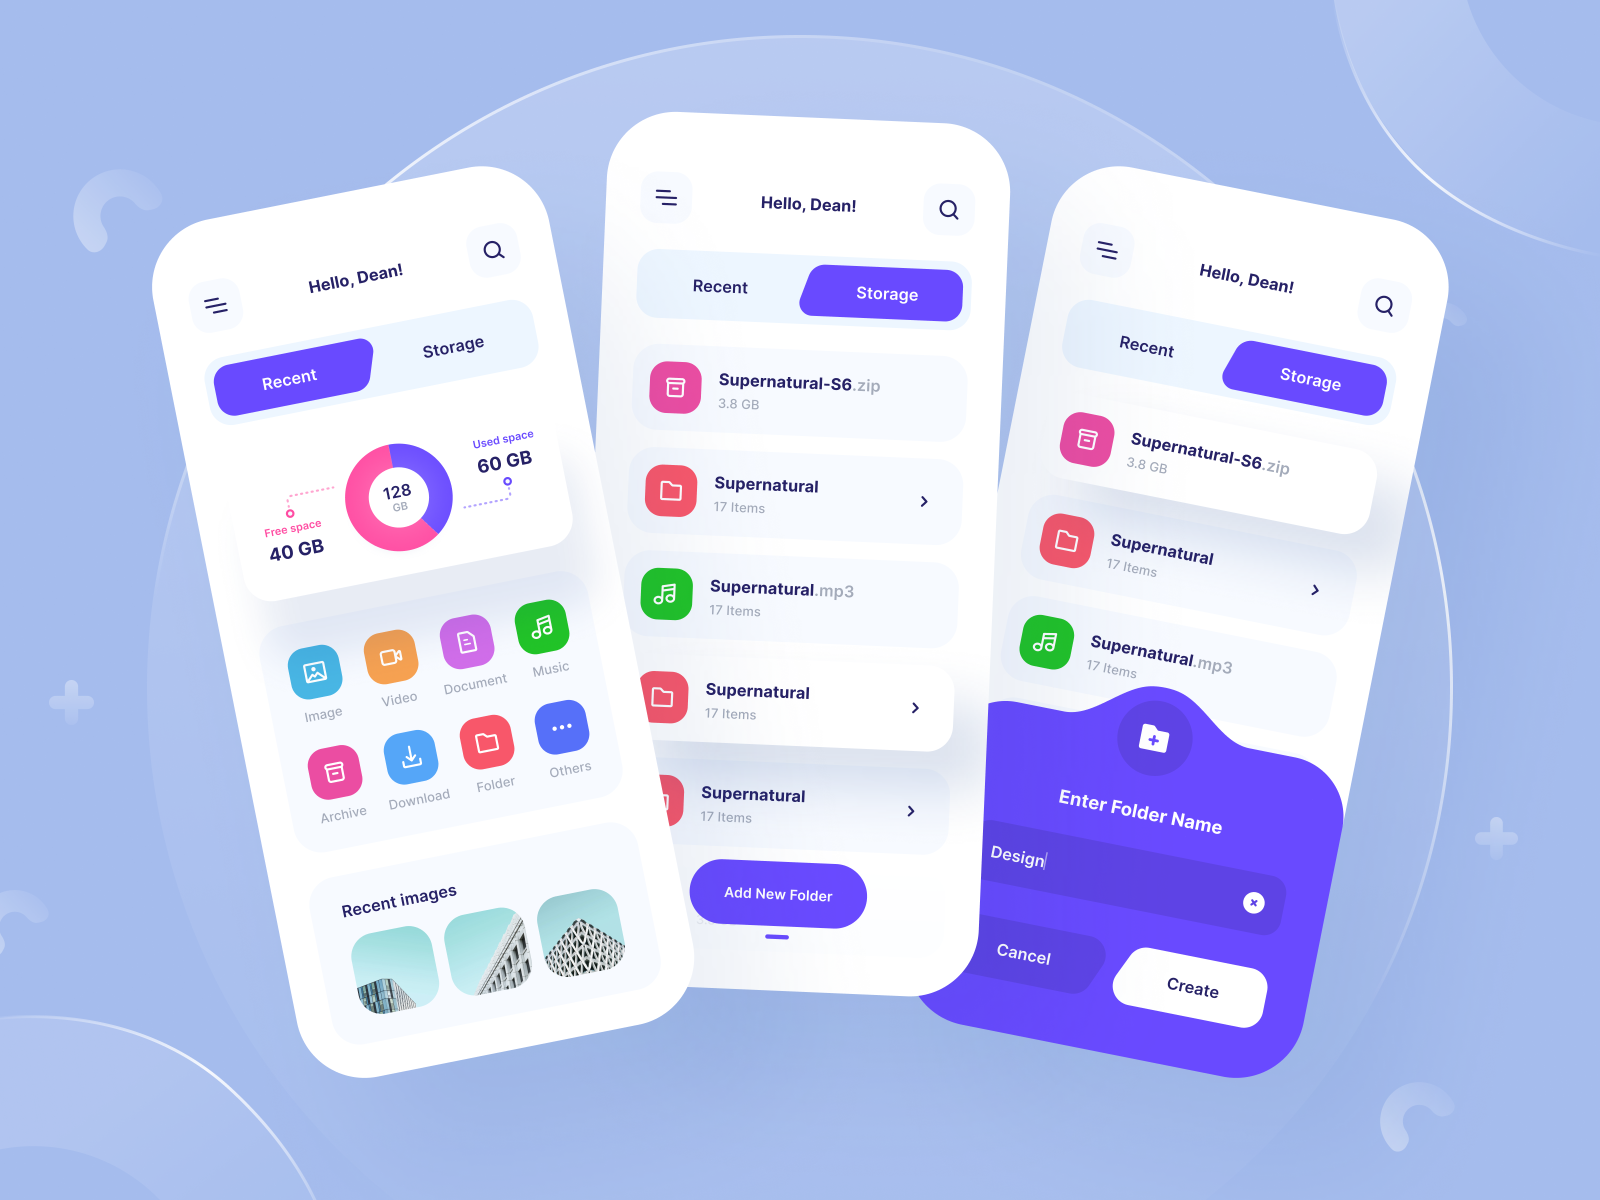 Hello, Dean!
Recent
Storage
Used space
60 GB
128
GB
Free space
40 GB
Image
Video
Document
Music
Archive
Download
Folder
Others
Recent images
Hello, Dean!
Recent
Storage
Supernatural-S6.zip
3.8 GB
Supernatural
17 Items
Supernatural.mp3
17 Items
Supernatural
17 Items
Supernatural
17 Items
Add New Folder
Hello, Dean!
Recent
Storage
Supernatural-S6.zip
3.8 GB
Supernatural
17 Items
Supernatural.mp3
17 Items
Enter Folder Name
Design
Cancel
Create